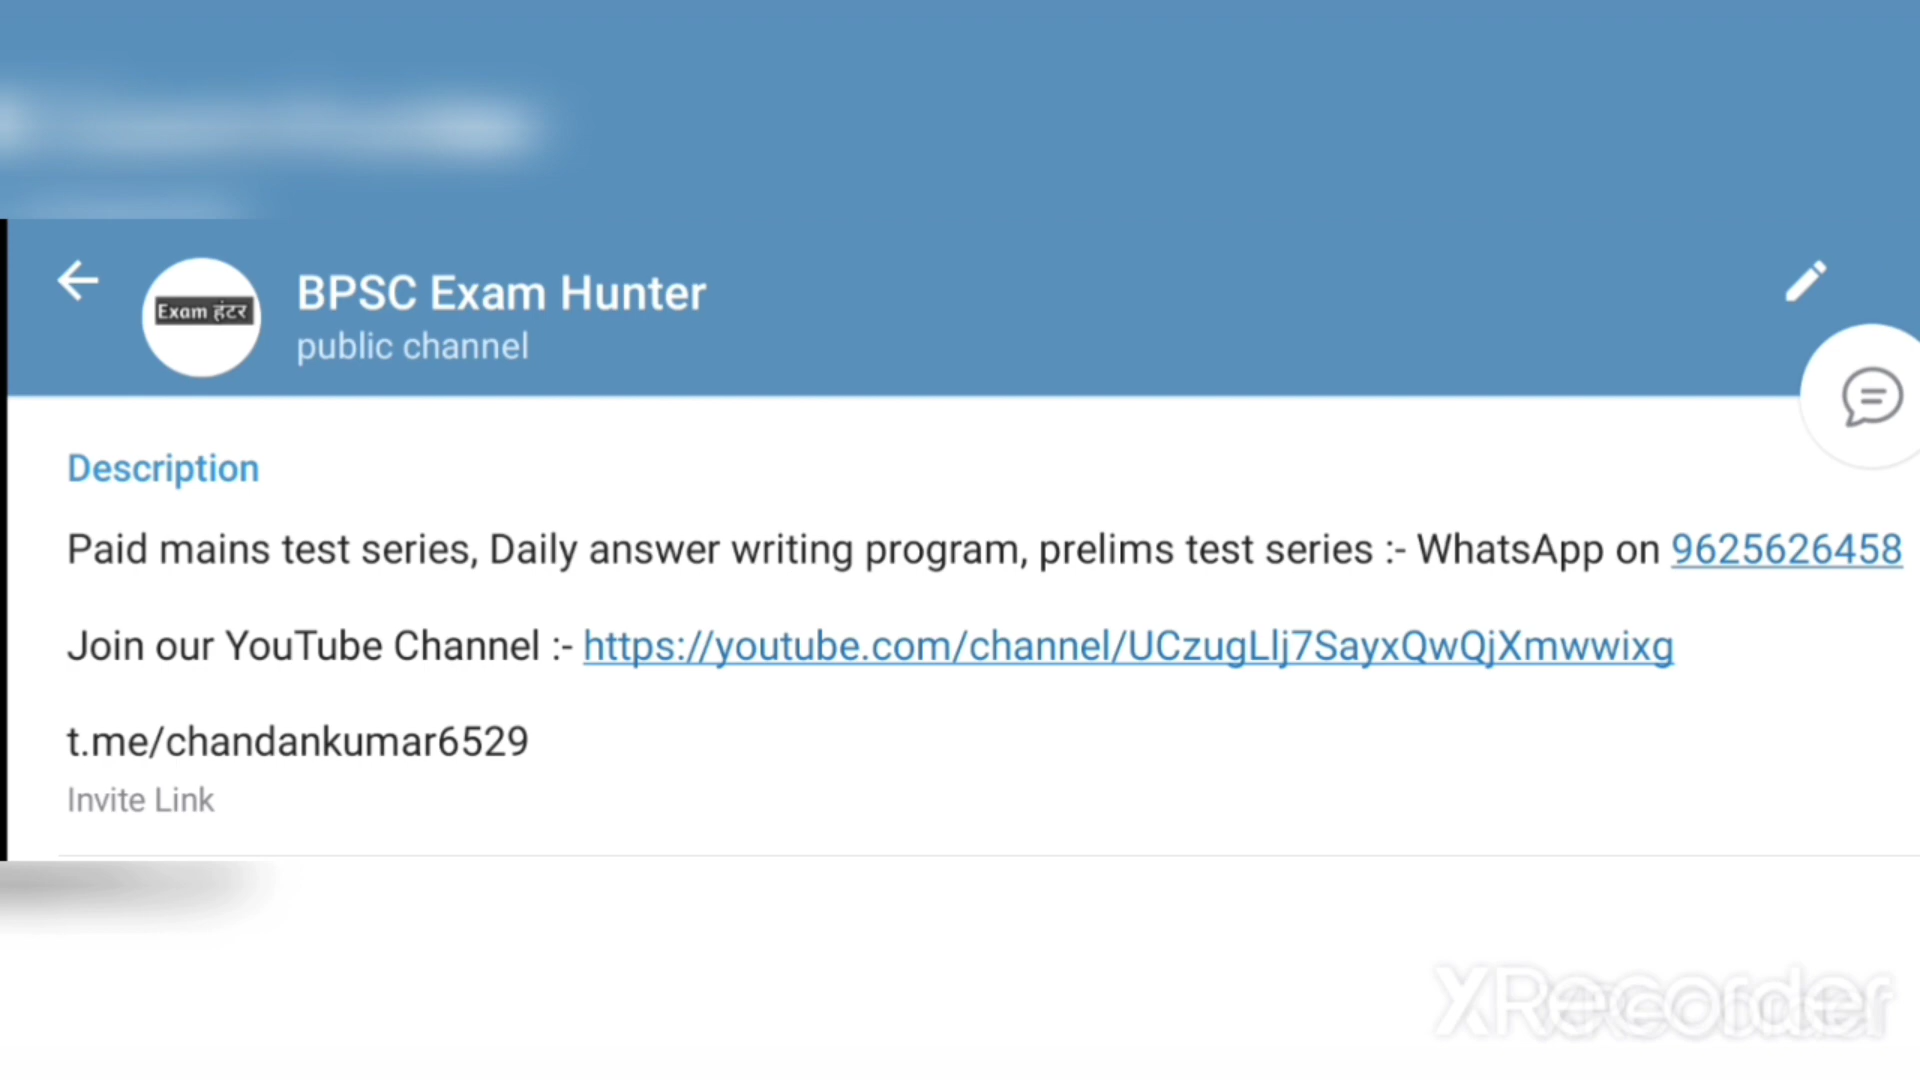 Exam हंटर
BPSC Exam Hunter
public channel
Description
Paid mains test series, Daily answer writing program, prelims test series :- WhatsApp on 9625626458
Join our YouTube Channel :- https://youtube.com/channel/UCzugLlj7SayxQwQjXmwwixg
t.me/chandankumar6529
Invite Link
XRecorder